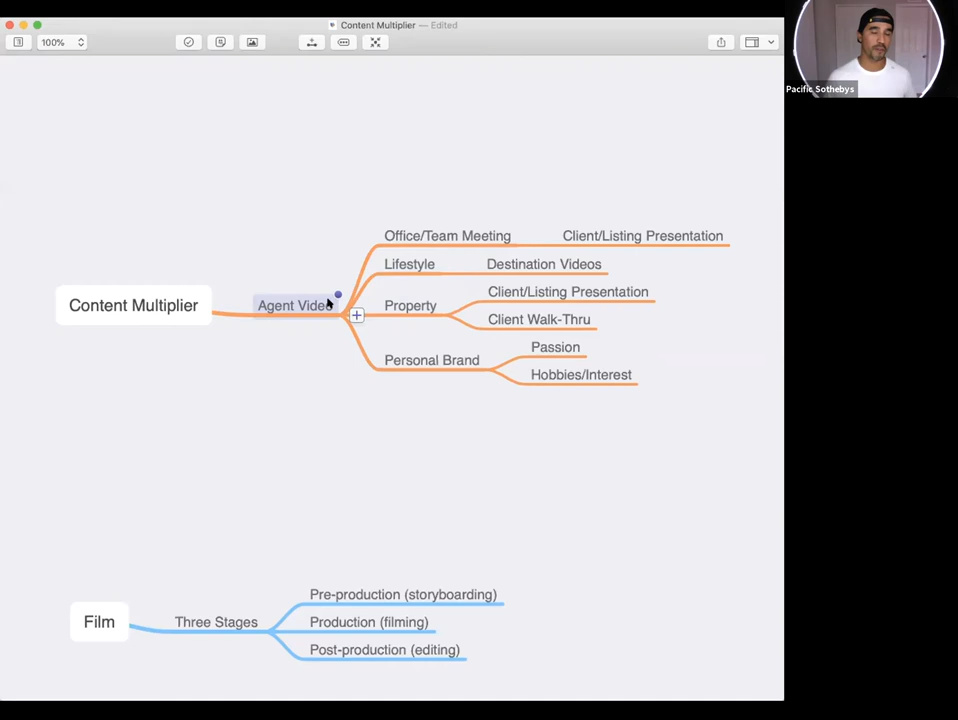 Content Multiplier — Edited
100%
Pacific Sothebys
Office/Team Meeting
Client/Listing Presentation
Lifestyle
Destination Videos
Content Multiplier
Agent Video
Property
Client/Listing Presentation
Client Walk-Thru
Personal Brand
Passion
Hobbies/Interest
Film
Three Stages
Pre-production (storyboarding)
Production (filming)
Post-production (editing)